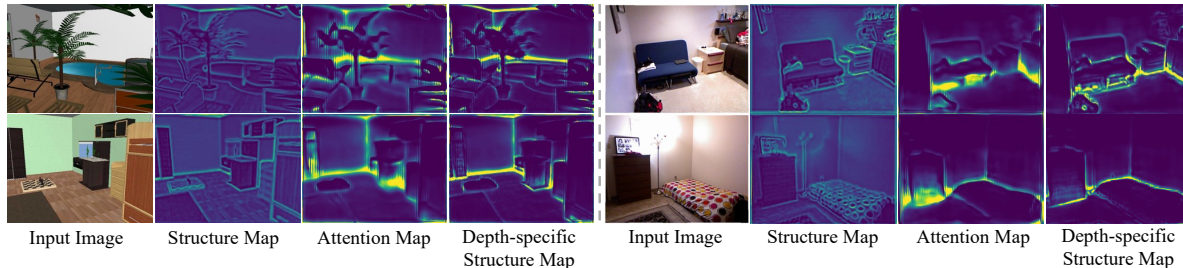 Input Image
Structure Map
Attention Map
Depth-specific
Structure Map
Input Image
Structure Map
Attention Map
Depth-specific
Structure Map